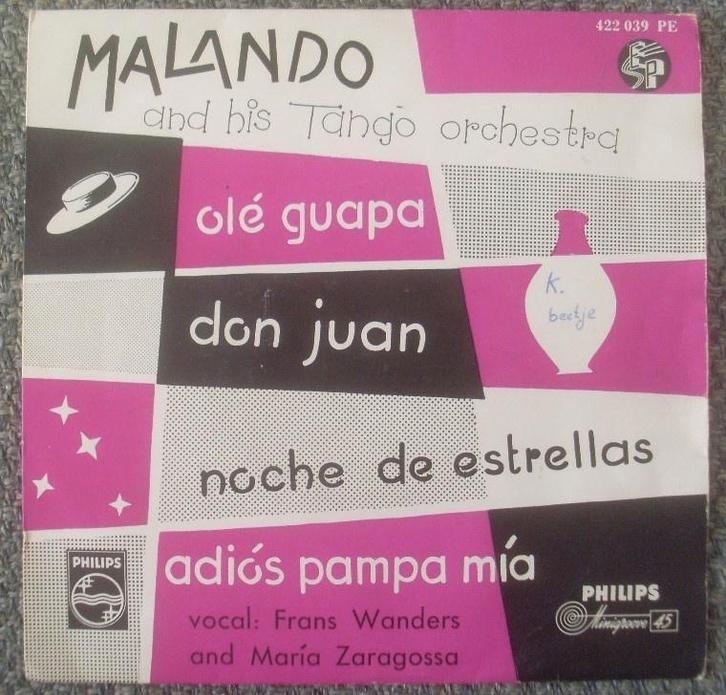 422 039 PE
MALANDO
ESP
and his Tango orchestra
olé guapa
K.
beetje
don juan
noche de estrellas
adiós pampa mía
PHILIPS
vocal: Frans Wanders
and María Zaragossa
PHILIPS
Minigroove 45